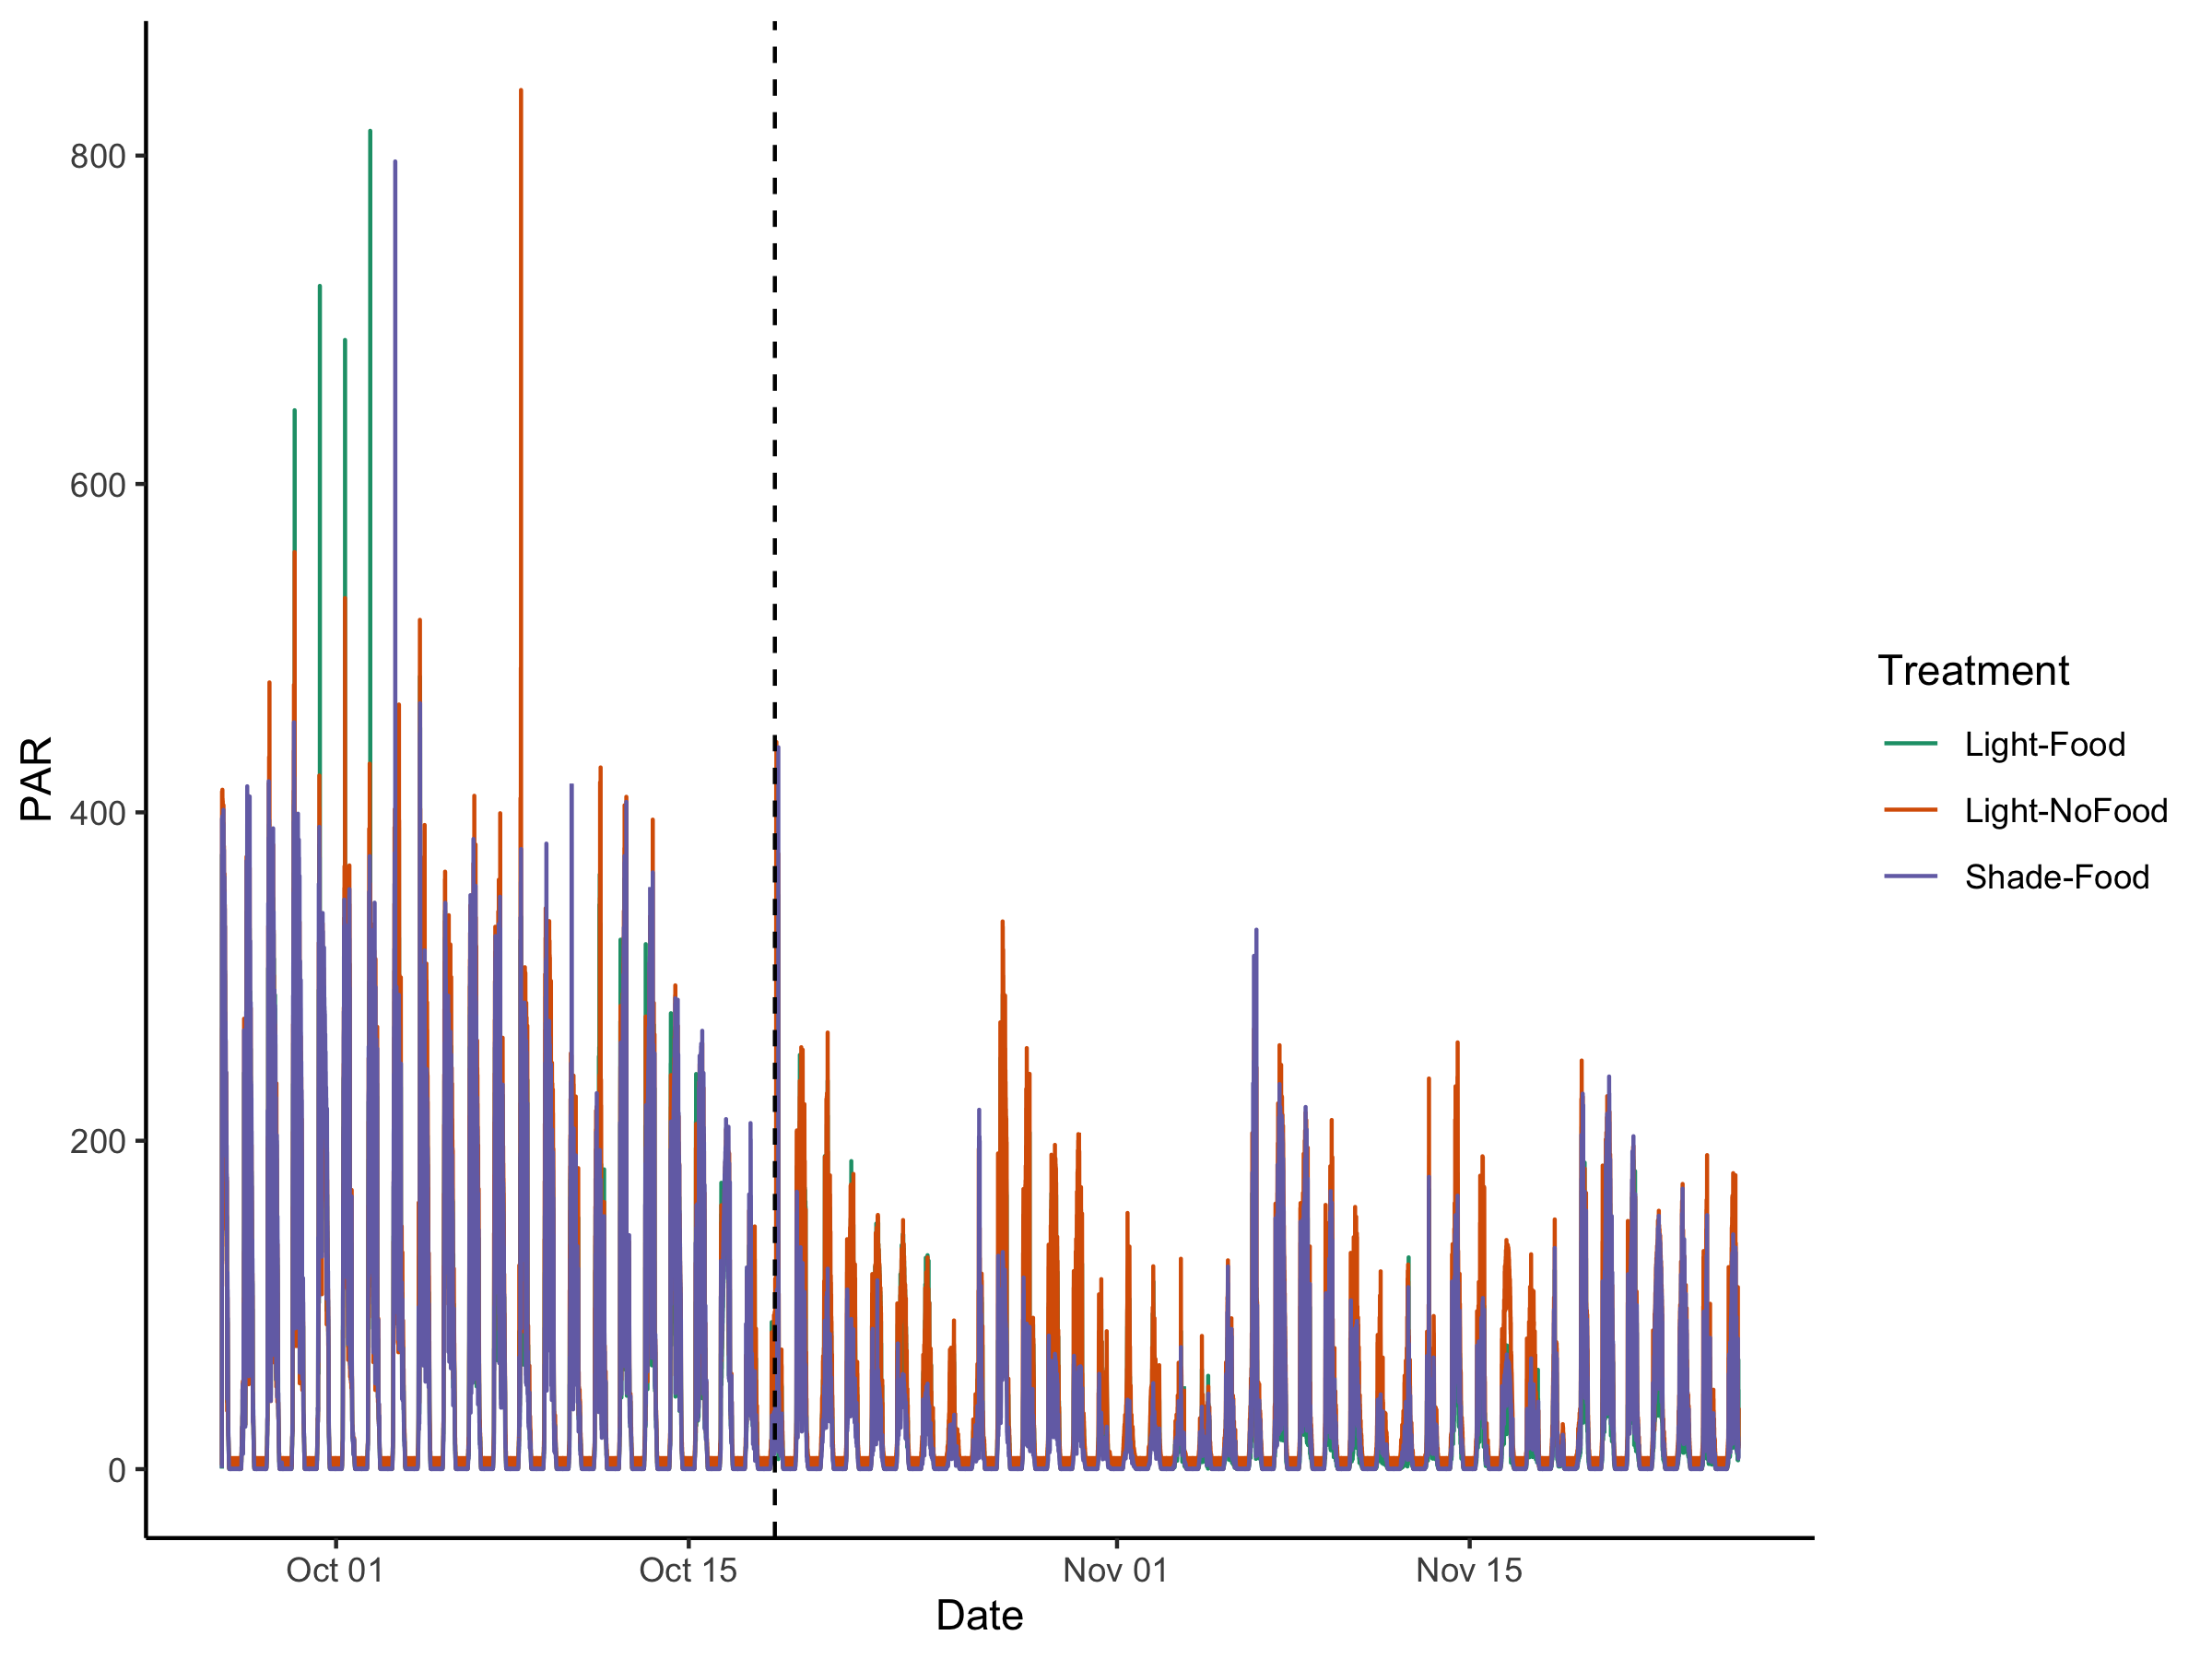 PAR
800
600
400
200
0
Oct 01
Oct 15
Nov 01
Nov 15
Date
Treatment
Light-Food
Light-NoFood
Shade-Food